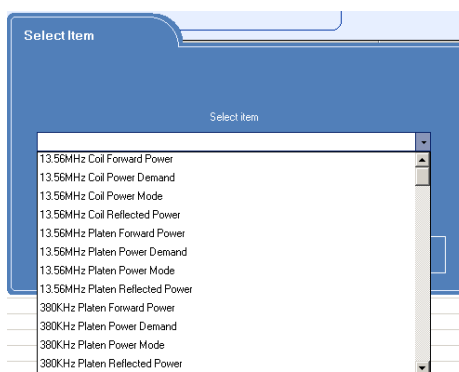 Select Item
Select item
13.56MHz Coil Forward Power
13.56MHz Coil Power Demand
13.56MHz Coil Power Mode
13.56MHz Coil Reflected Power
13.56MHz Platen Forward Power
13.56MHz Platen Power Demand
13.56MHz Platen Power Mode
13.56MHz Platen Reflected Power
380KHz Platen Forward Power
380KHz Platen Power Demand
380KHz Platen Power Mode
380KHz Platen Reflected Power